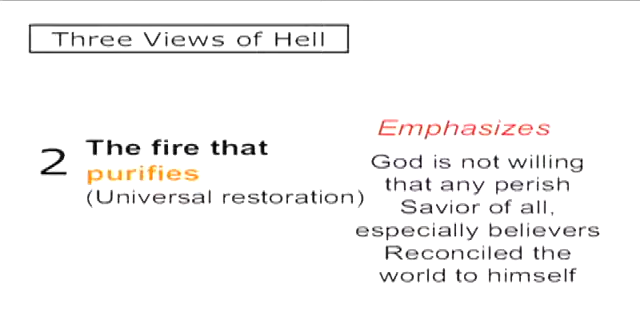 Three Views of Hell
2
The fire that
purifies
(Universal restoration)
Emphasizes
God is not willing
that any perish
Savior of all,
especially believers
Reconciled the
world to himself